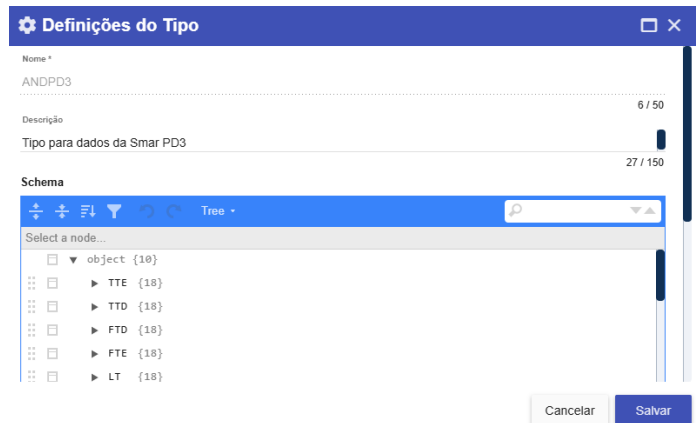 Definições do Tipo
Nome *
ANDPD3
6 / 50
Descrição
Tipo para dados da Smar PD3
27 / 150
Schema
Tree
Select a node...
object {10}
TTE {18}
TTD {18}
FTD {18}
FTE {18}
LT {18}
Cancelar Salvar